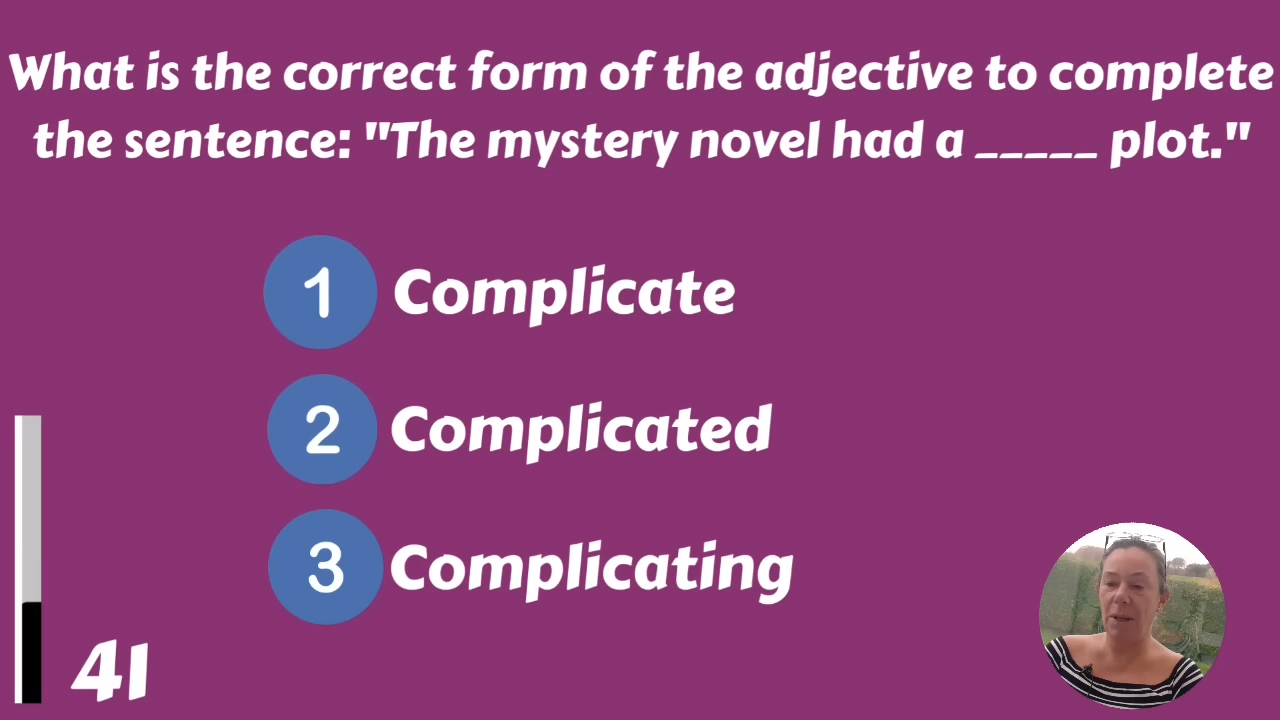 What is the correct form of the adjective to complete
the sentence: "The mystery novel had a _____ plot."
1 Complicate
2 Complicated
3 Complicating
41